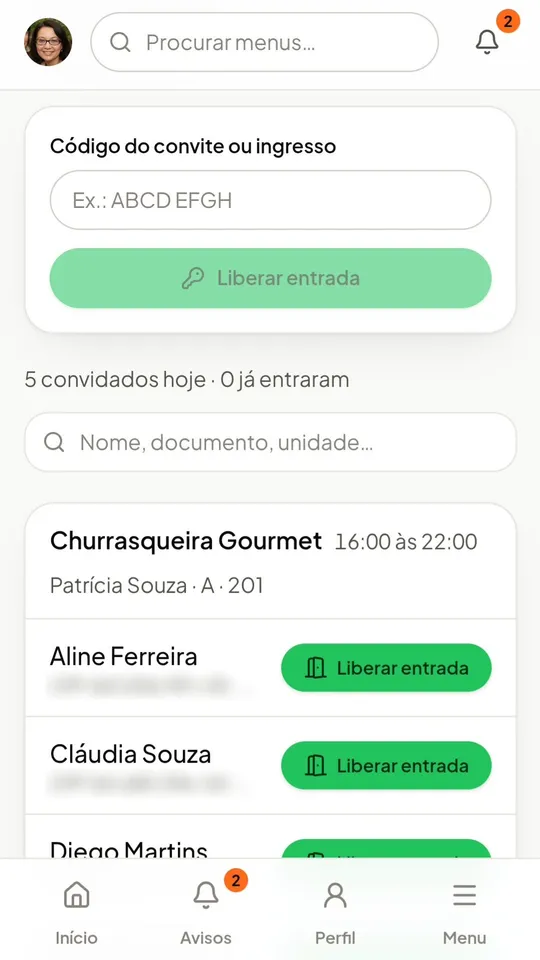 Procurar menus...
2
Código do convite ou ingresso
Ex.: ABCD EFGH
Liberar entrada
5 convidados hoje · 0 já entraram
Nome, documento, unidade...
Churrasqueira Gourmet 16:00 às 22:00
Patrícia Souza · A · 201
Aline Ferreira
Liberar entrada
Cláudia Souza
Liberar entrada
Diego Martins
2
Início
Avisos
Perfil
Menu